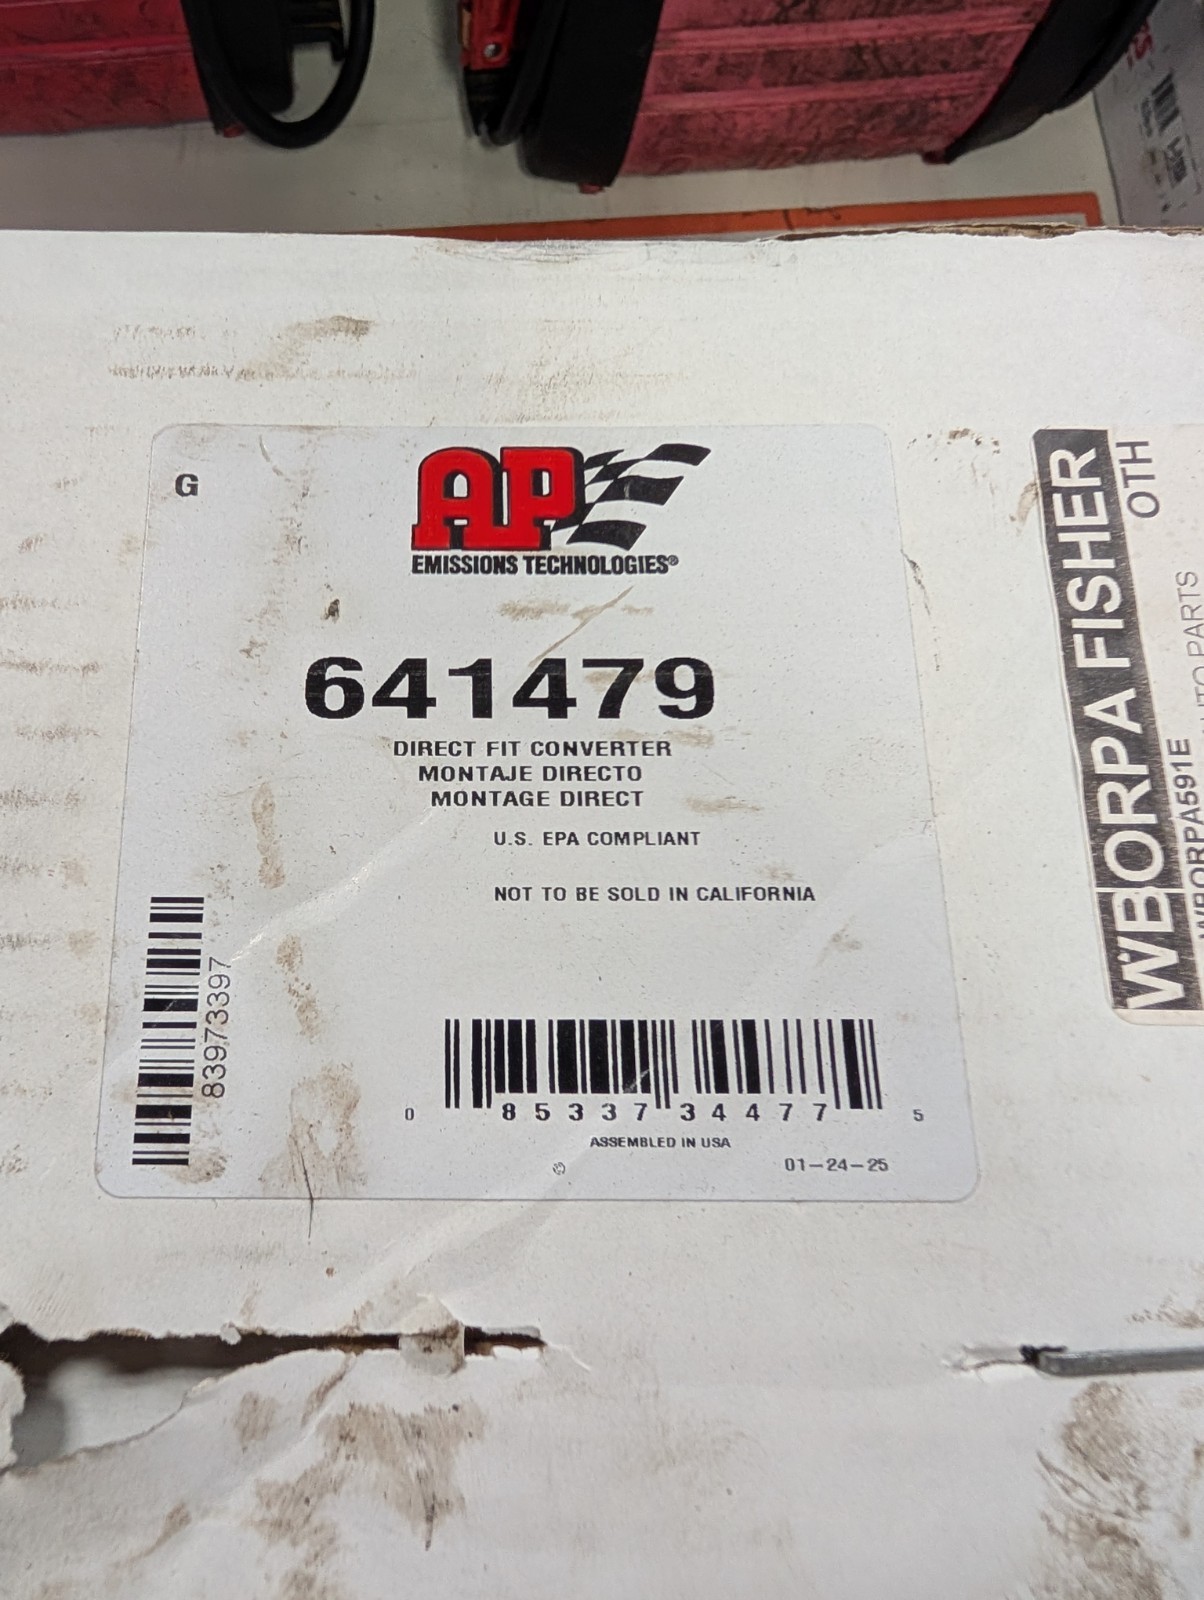 G
AP
EMISSIONS TECHNOLOGIES®
641479
DIRECT FIT CONVERTER
MONTAJE DIRECTO
MONTAGE DIRECT
U.S. EPA COMPLIANT
NOT TO BE SOLD IN CALIFORNIA
83973397
0 85337 34477 5
ASSEMBLED IN USA
01-24-25
WBORPA FISHER
OTH
WBORPA591E
PARTS